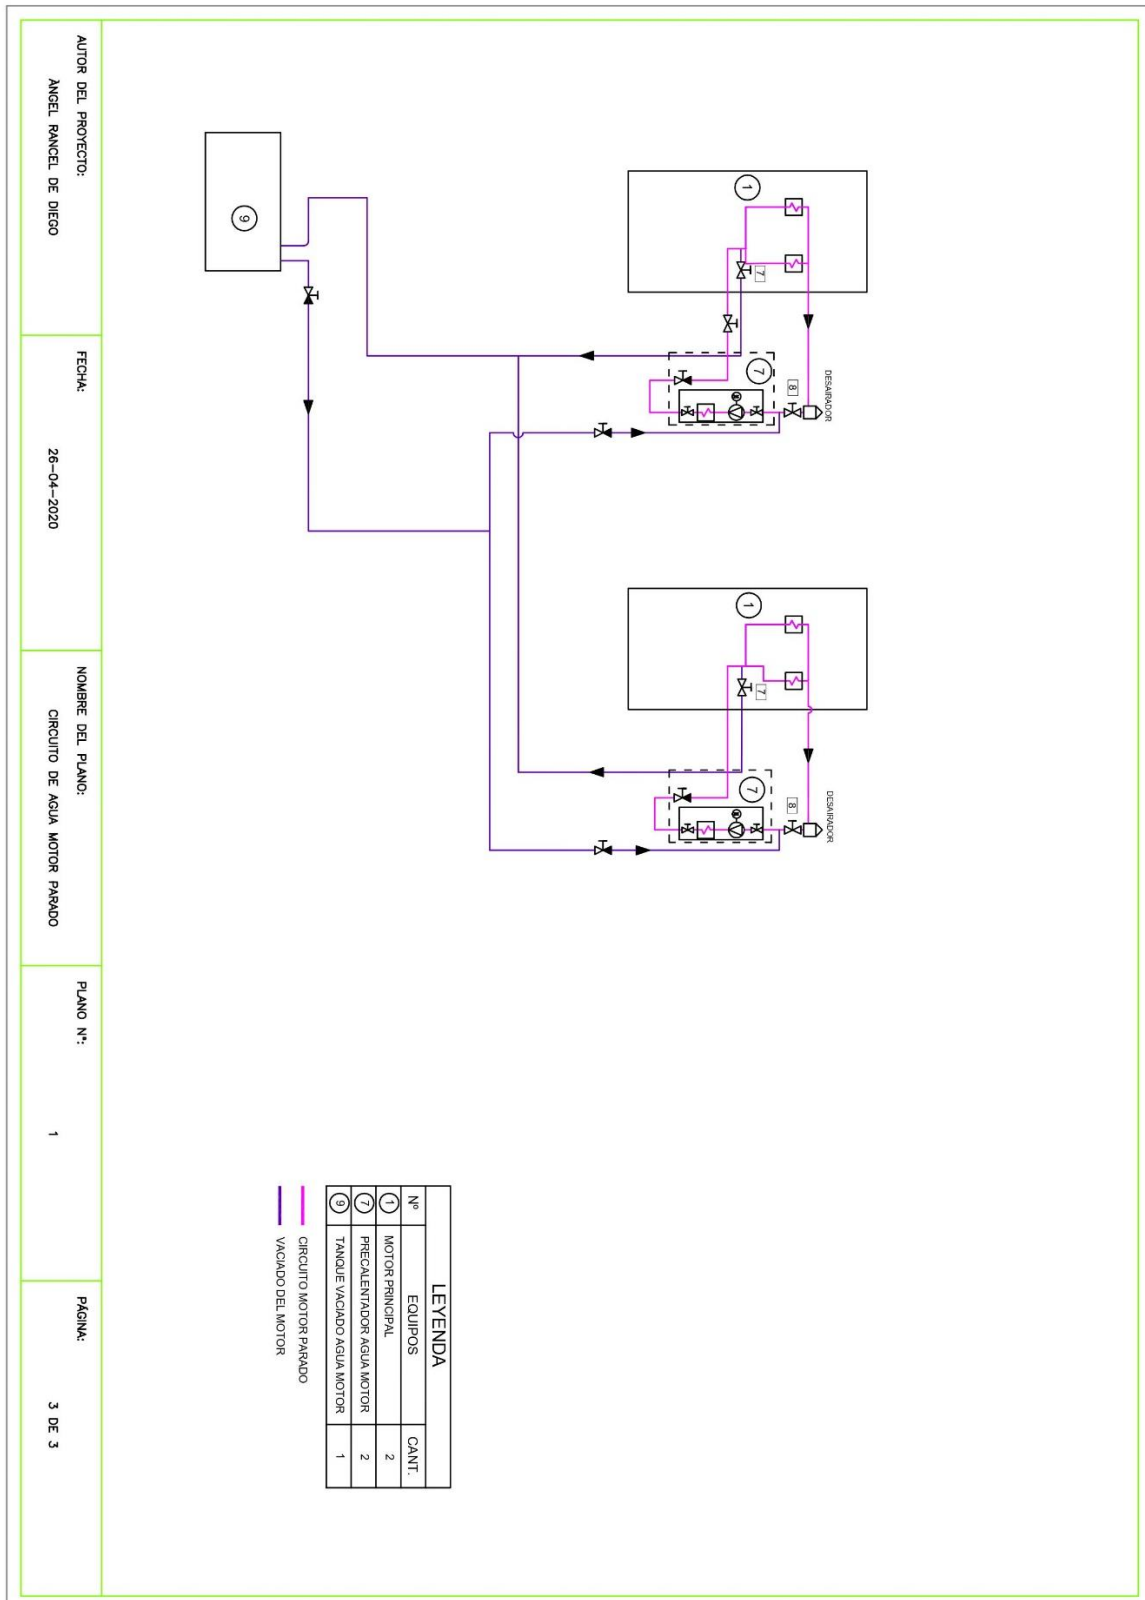 DESAIRADOR
DESAIRADOR
8
8
1
7
7
1
7
7
LEYENDA
Nº EQUIPOS CANT.
1 MOTOR PRINCIPAL 2
7 PRECALENTADOR AGUA MOTOR 2
9 TANQUE VACIADO AGUA MOTOR 1
CIRCUITO MOTOR PARADO
VACIADO DEL MOTOR
9
AUTOR DEL PROYECTO:
ÁNGEL RANCEL DE DIEGO
FECHA:
26-04-2020
NOMBRE DEL PLANO:
CIRCUITO DE AGUA MOTOR PARADO
PLANO Nº:
1
PÁGINA:
3 DE 3